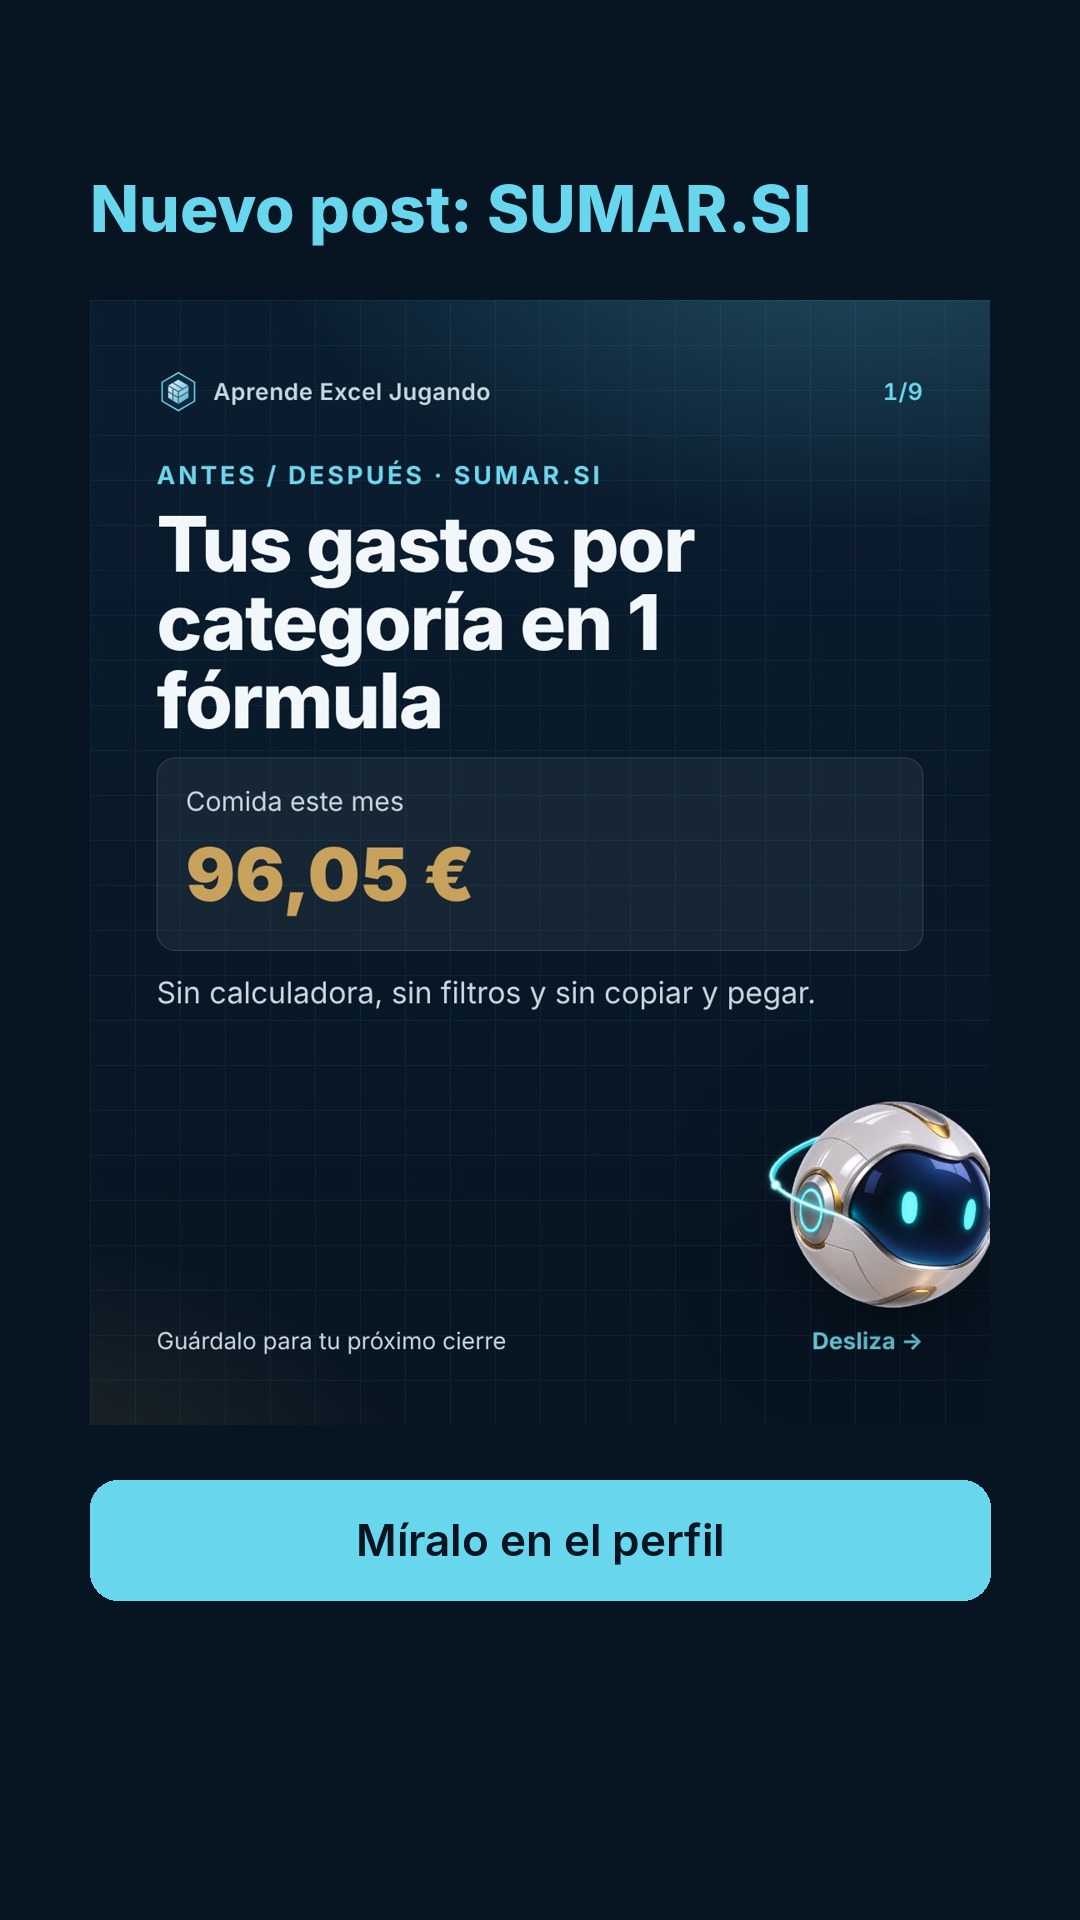 Nuevo post: SUMAR.SI
Aprende Excel Jugando
1/9
ANTES / DESPUÉS · SUMAR.SI
Tus gastos por
categoría en 1
fórmula
Comida este mes
96,05 €
Sin calculadora, sin filtros y sin copiar y pegar.
Guárdalo para tu próximo cierre
Desliza →
Míralo en el perfil